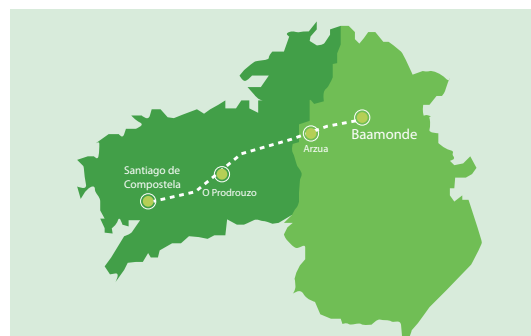 Santiago de
Compostela
O Prodrouzo
Arzua
Baamonde